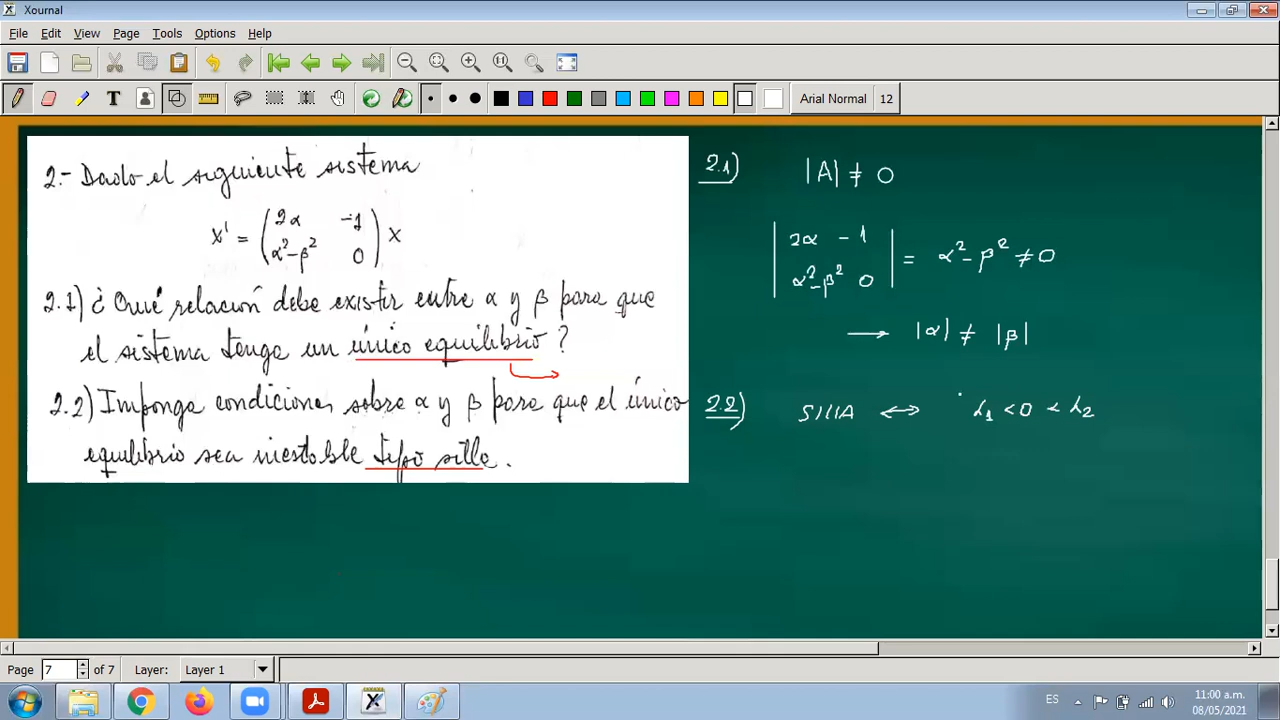 Xournal
File Edit View Page Tools Options Help
Arial Normal 12
2.- Dado el siguiente sistema
X' = (2α -1
α²-β² 0) X
2.1) ¿Qué relación debe existir entre α y β para que
el sistema tenga un único equilibrio?
2.2) Imponga condiciones sobre α y β para que el único
equilibrio sea inestable tipo silla.
2.1) |A| ≠ 0
|2α -1
α²-β² 0| = α²-β² ≠ 0
→ |α| ≠ |β|
2.2) SILLA ↔ λ1 < 0 < λ2
Page 7 of 7 Layer: Layer 1
ES 11:00 a.m.
08/05/2021